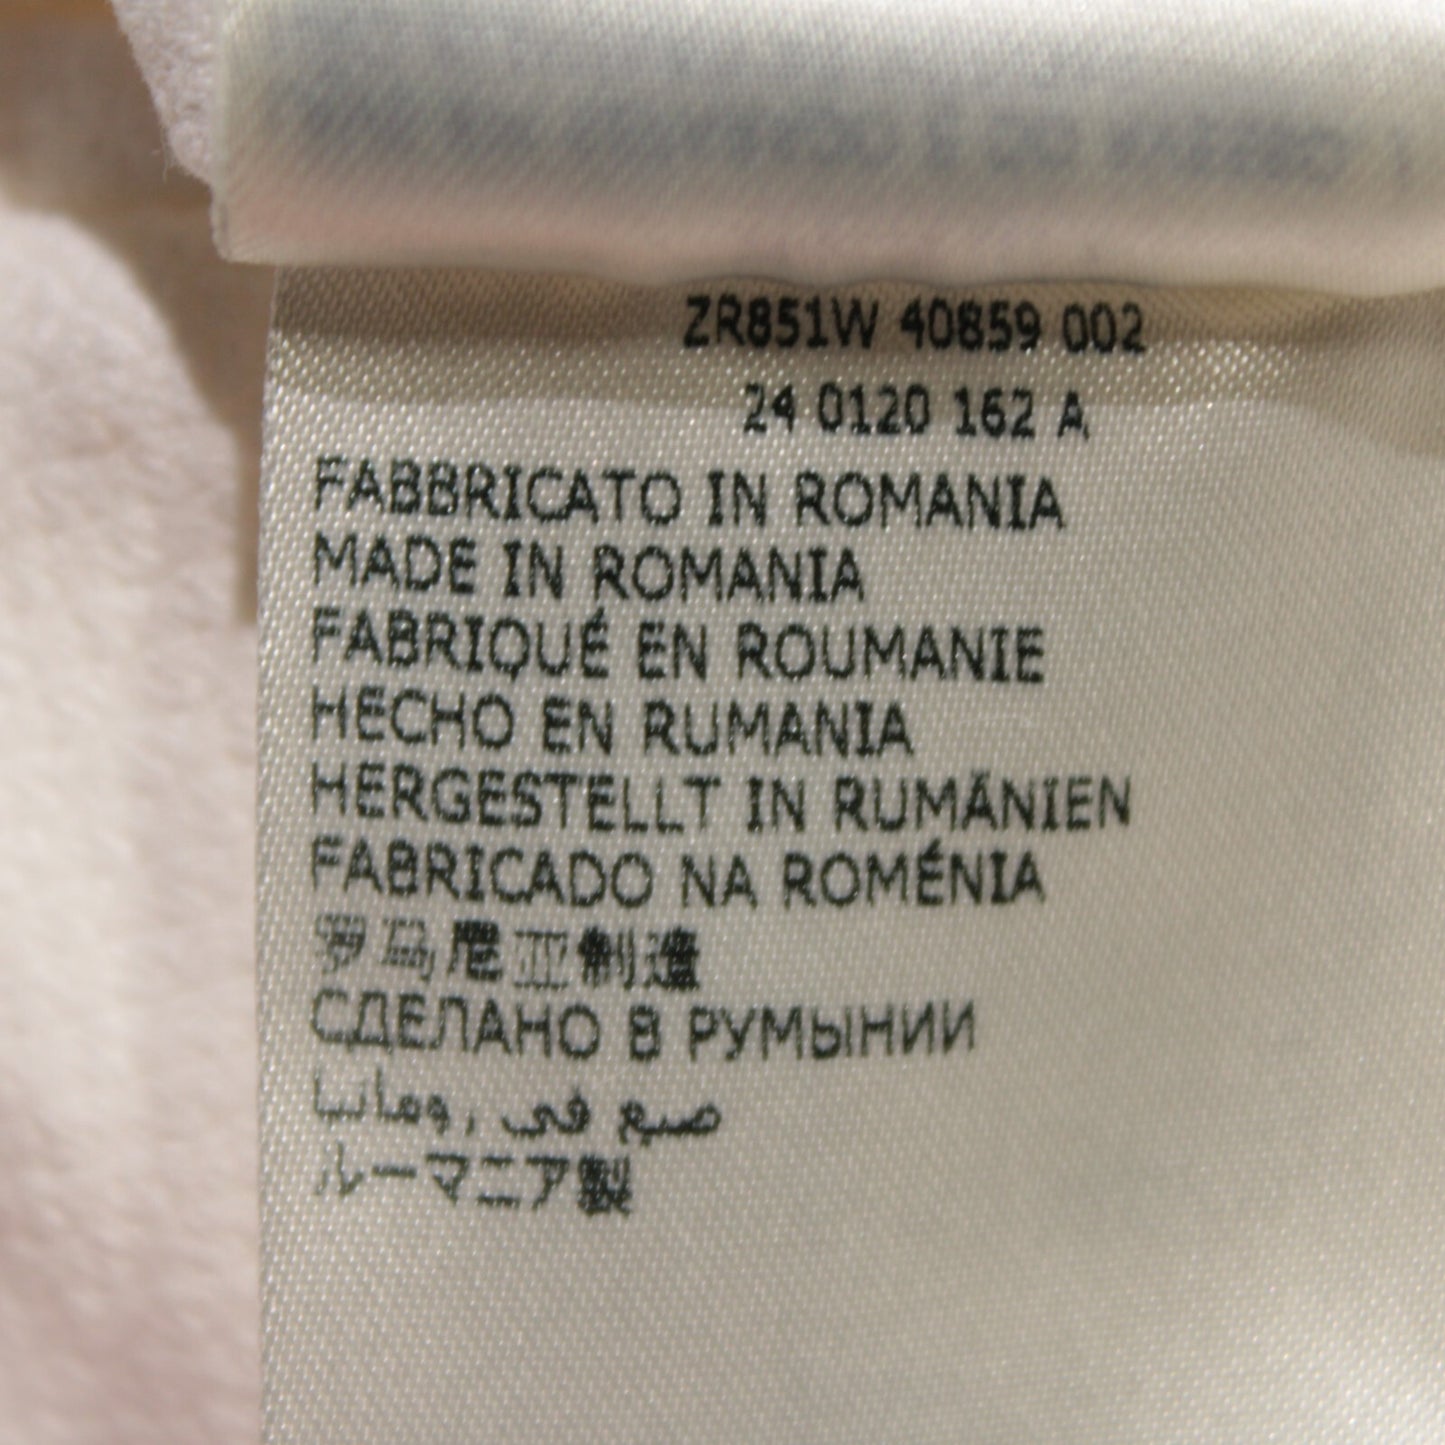 ZR851W 40859 002
24 0120 162 A
FABBRICATO IN ROMANIA
MADE IN ROMANIA
FABRIQUÉ EN ROUMANIE
HECHO EN RUMANIA
HERGESTELLT IN RUMÄNIEN
FABRICADO NA ROMÉNIA
罗马尼亚制造
СДЕЛАНО В РУМЫНИИ
صنع في رومانيا
ルーマニア製